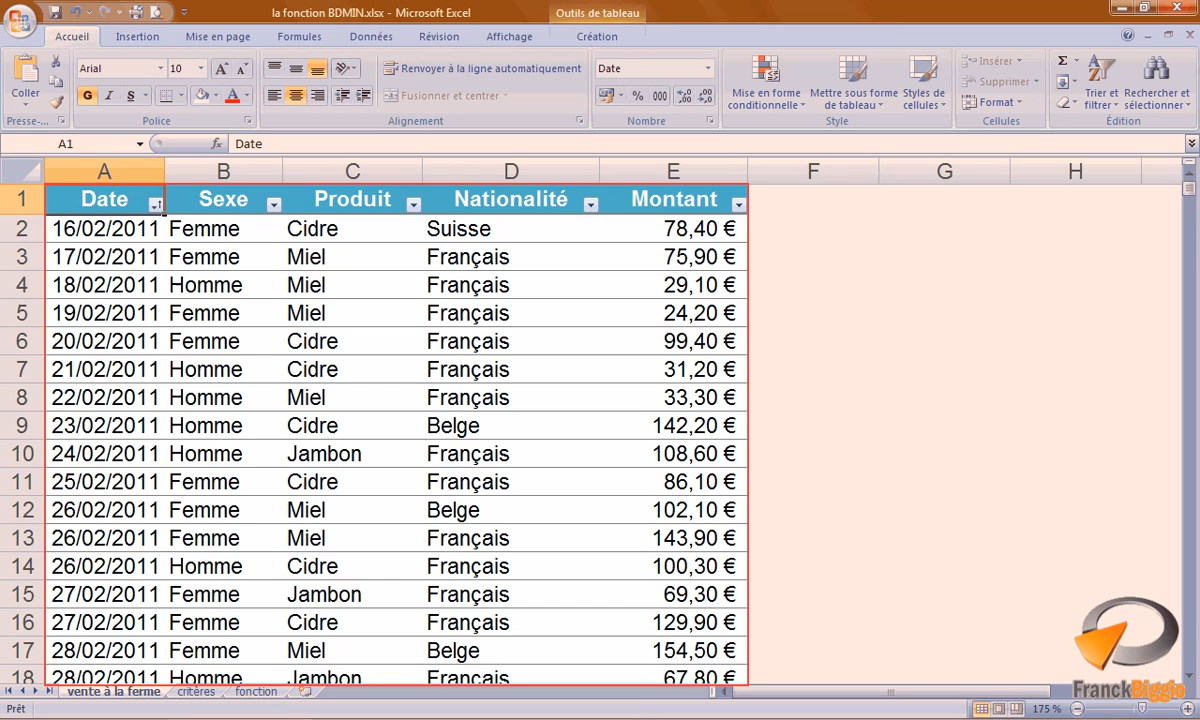 la fonction BDMIN.xlsx - Microsoft Excel
Outils de tableau
Accueil Insertion Mise en page Formules Données Révision Affichage Création
Coller
Arial 10
Renvoyer à la ligne automatiquement
Fusionner et centrer
Date
% 000
Mise en forme conditionnelle
Mettre sous forme de tableau
Styles de cellules
Insérer
Supprimer
Format
Trier et filtrer
Rechercher et sélectionner
Presse-... Police Alignement Nombre Style Cellules Édition
A1 fx Date
A B C D E F G H
1 Date Sexe Produit Nationalité Montant
2 16/02/2011 Femme Cidre Suisse 78,40 €
3 17/02/2011 Femme Miel Français 75,90 €
4 18/02/2011 Homme Miel Français 29,10 €
5 19/02/2011 Femme Miel Français 24,20 €
6 20/02/2011 Femme Cidre Français 99,40 €
7 21/02/2011 Homme Cidre Français 31,20 €
8 22/02/2011 Homme Miel Français 33,30 €
9 23/02/2011 Homme Cidre Belge 142,20 €
10 24/02/2011 Homme Jambon Français 108,60 €
11 25/02/2011 Femme Cidre Français 86,10 €
12 26/02/2011 Femme Miel Belge 102,10 €
13 26/02/2011 Femme Miel Français 143,90 €
14 26/02/2011 Homme Cidre Français 100,30 €
15 27/02/2011 Femme Jambon Français 69,30 €
16 27/02/2011 Femme Cidre Français 129,90 €
17 28/02/2011 Femme Miel Belge 154,50 €
18 28/02/2011 Homme Jambon Français 67,80 €
vente à la ferme critères fonction
FranckBiggio
Prêt 175 %